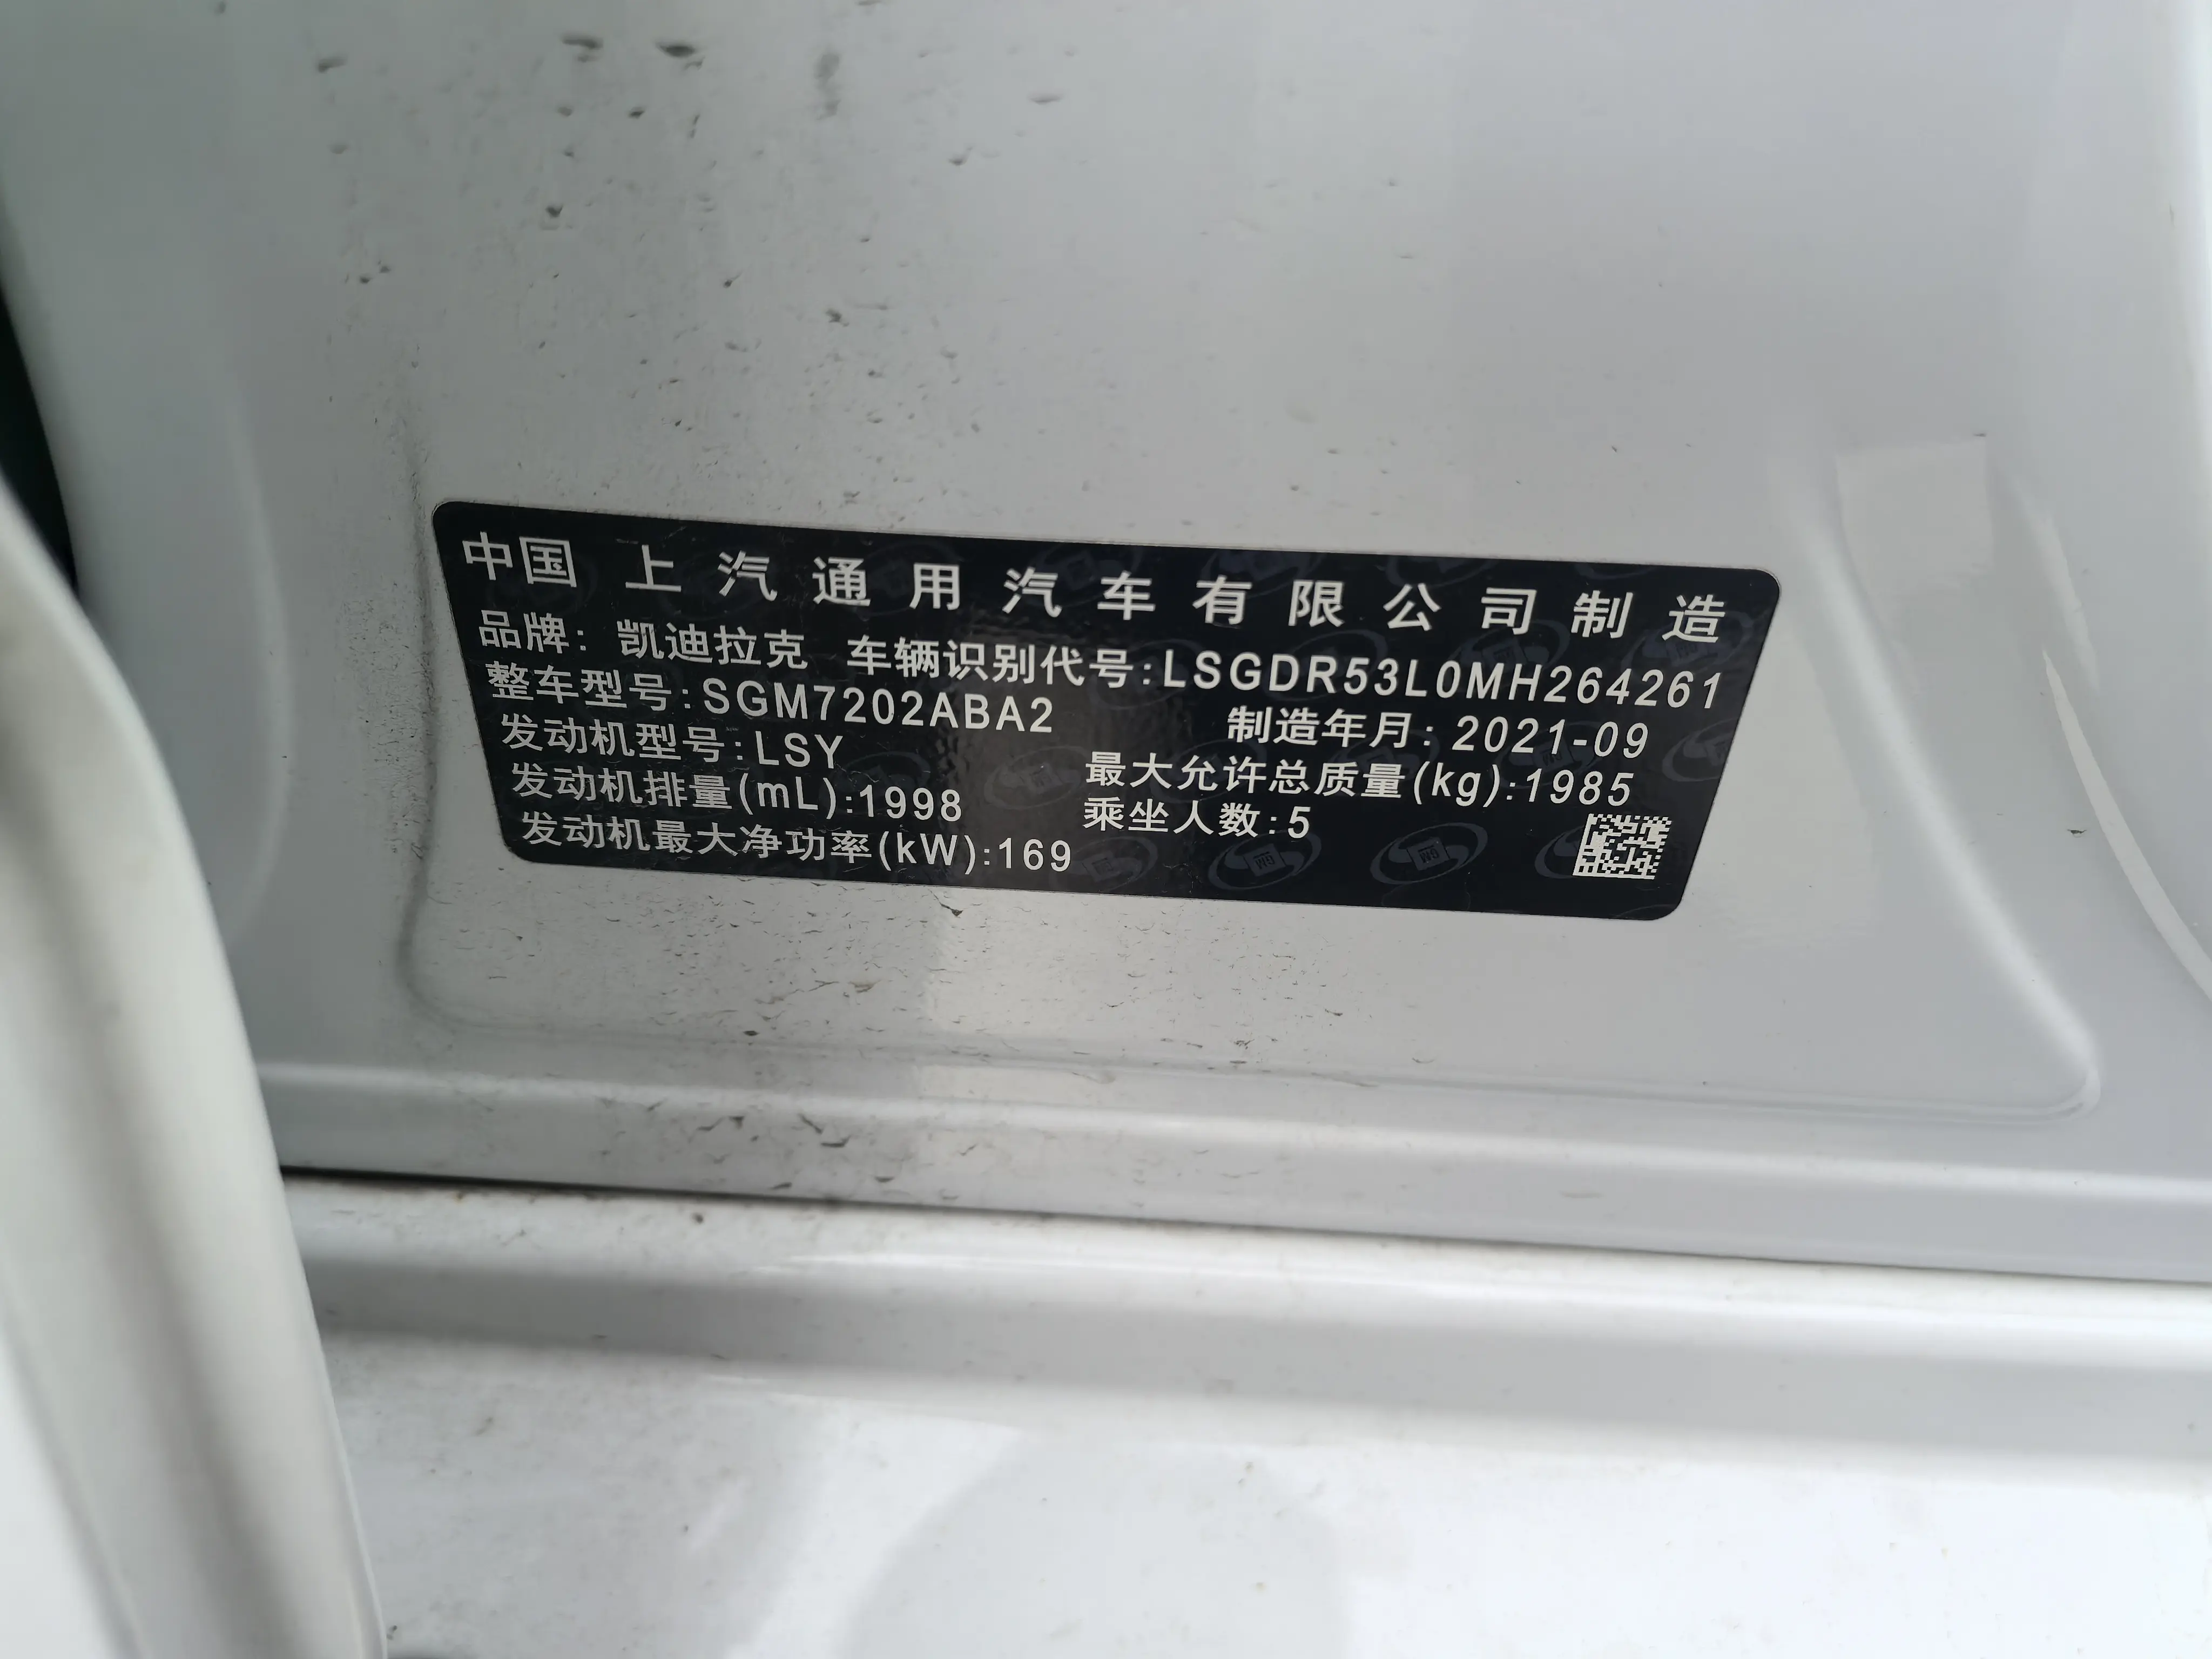 中国 上汽通用汽车有限公司制造
品牌: 凯迪拉克 车辆识别代号:LSGDR53L0MH264261
整车型号:SGM7202ABA2 制造年月: 2021-09
发动机型号:LSY 最大允许总质量(kg):1985
发动机排量(mL):1998 乘坐人数:5
发动机最大净功率(kW):169